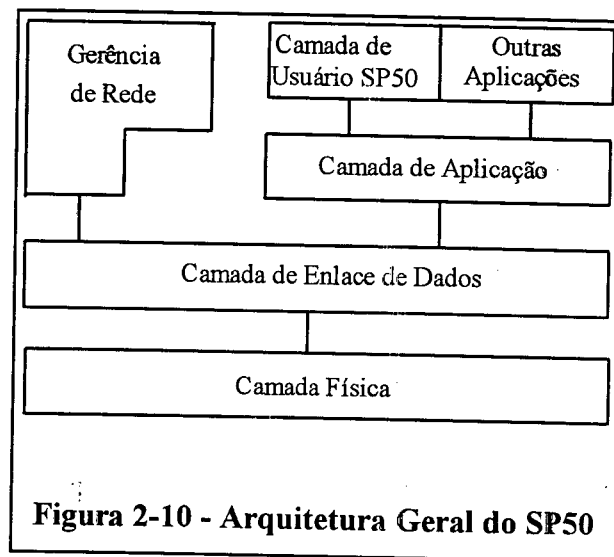 Gerência
de Rede
Camada de
Usuário SP50
Outras
Aplicações
Camada de Aplicação
Camada de Enlace de Dados
Camada Física
Figura 2-10 - Arquitetura Geral do SP50